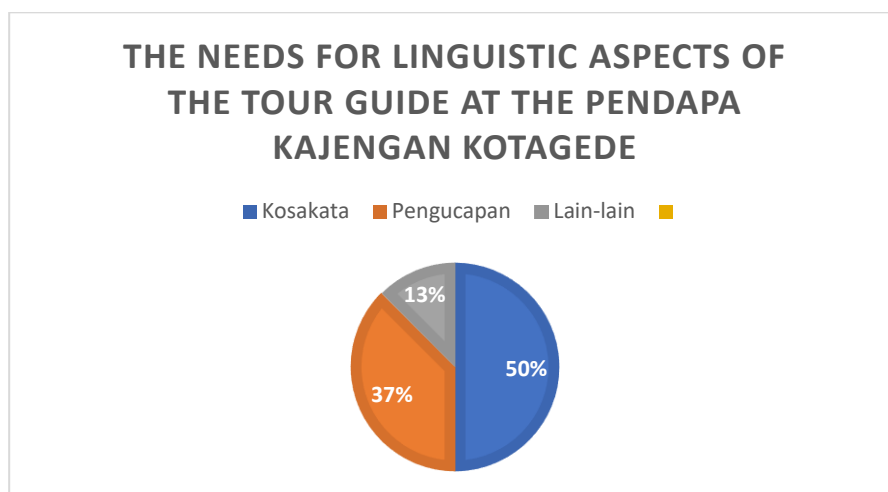 THE NEEDS FOR LINGUISTIC ASPECTS OF
THE TOUR GUIDE AT THE PENDAPA
KAJENGAN KOTAGEDE
Kosakata Pengucapan Lain-lain
13%
50%
37%